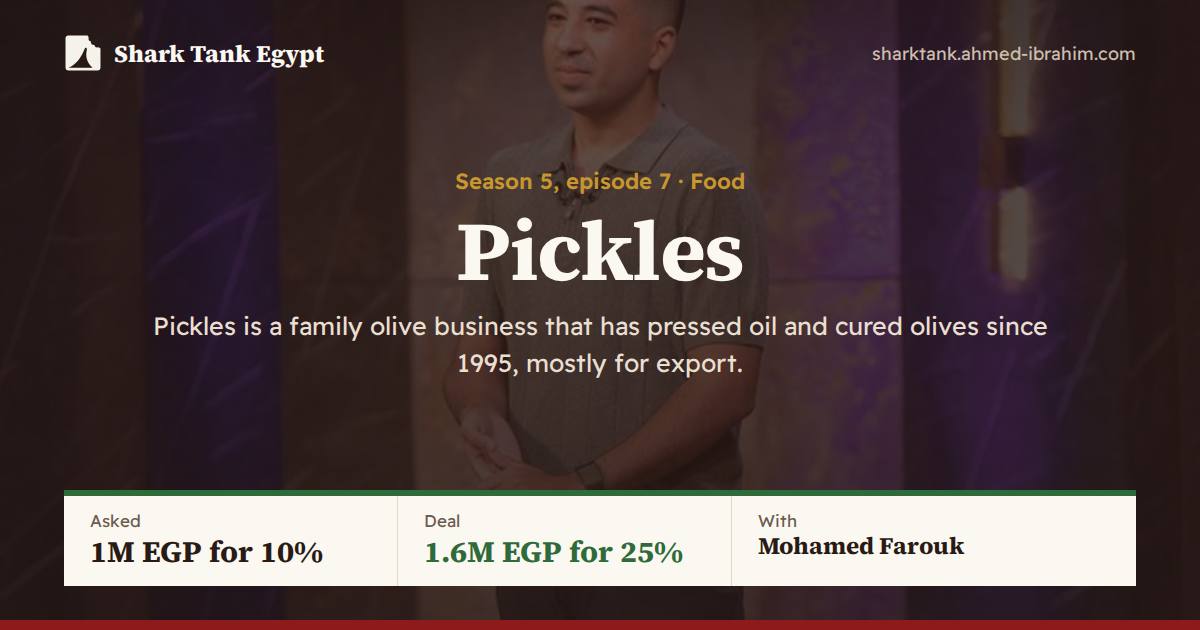 Shark Tank Egypt
sharktank.ahmed-ibrahim.com
Season 5, episode 7 · Food
Pickles
Pickles is a family olive business that has pressed oil and cured olives since
1995, mostly for export.
Asked
1M EGP for 10%
Deal
1.6M EGP for 25%
With
Mohamed Farouk